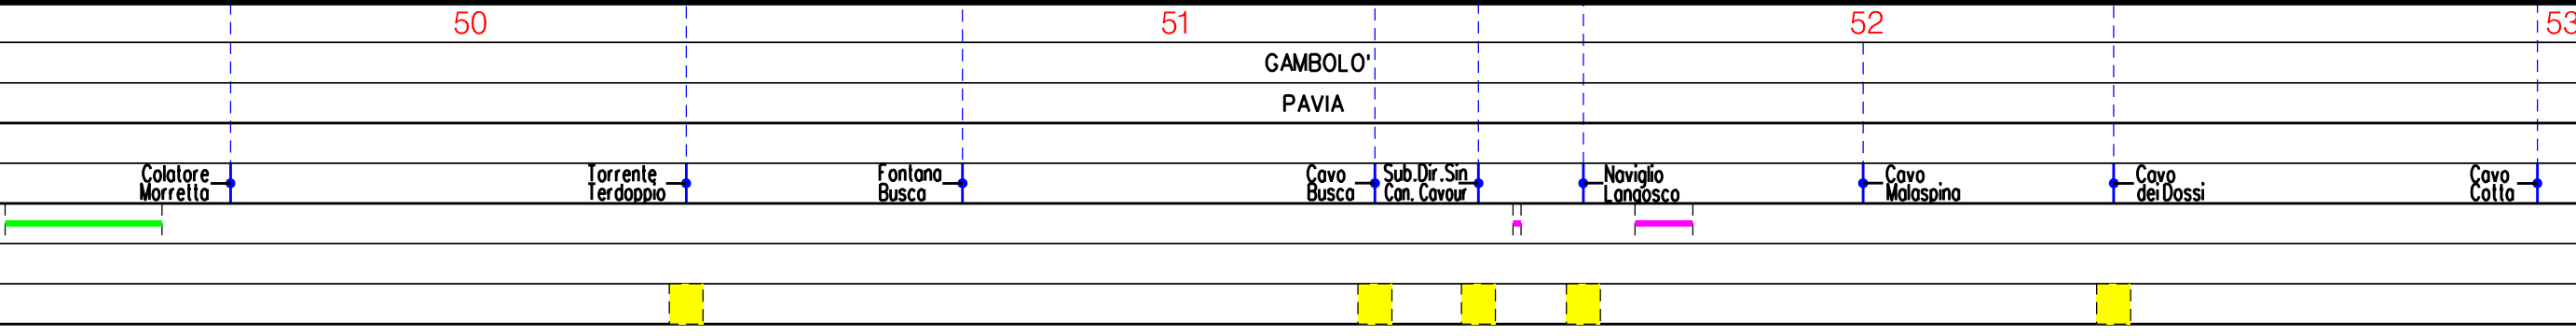 50 51 52 53
GAMBOLO'
PAVIA
Colatore
Morretta
Torrente
Terdoppio
Fontana
Busca
Cavo
Busca
Sub.Dir.Sin
Can. Cavour
Naviglio
Langosco
Cavo
Malaspina
Cavo
dei Dossi
Cavo
Cotta